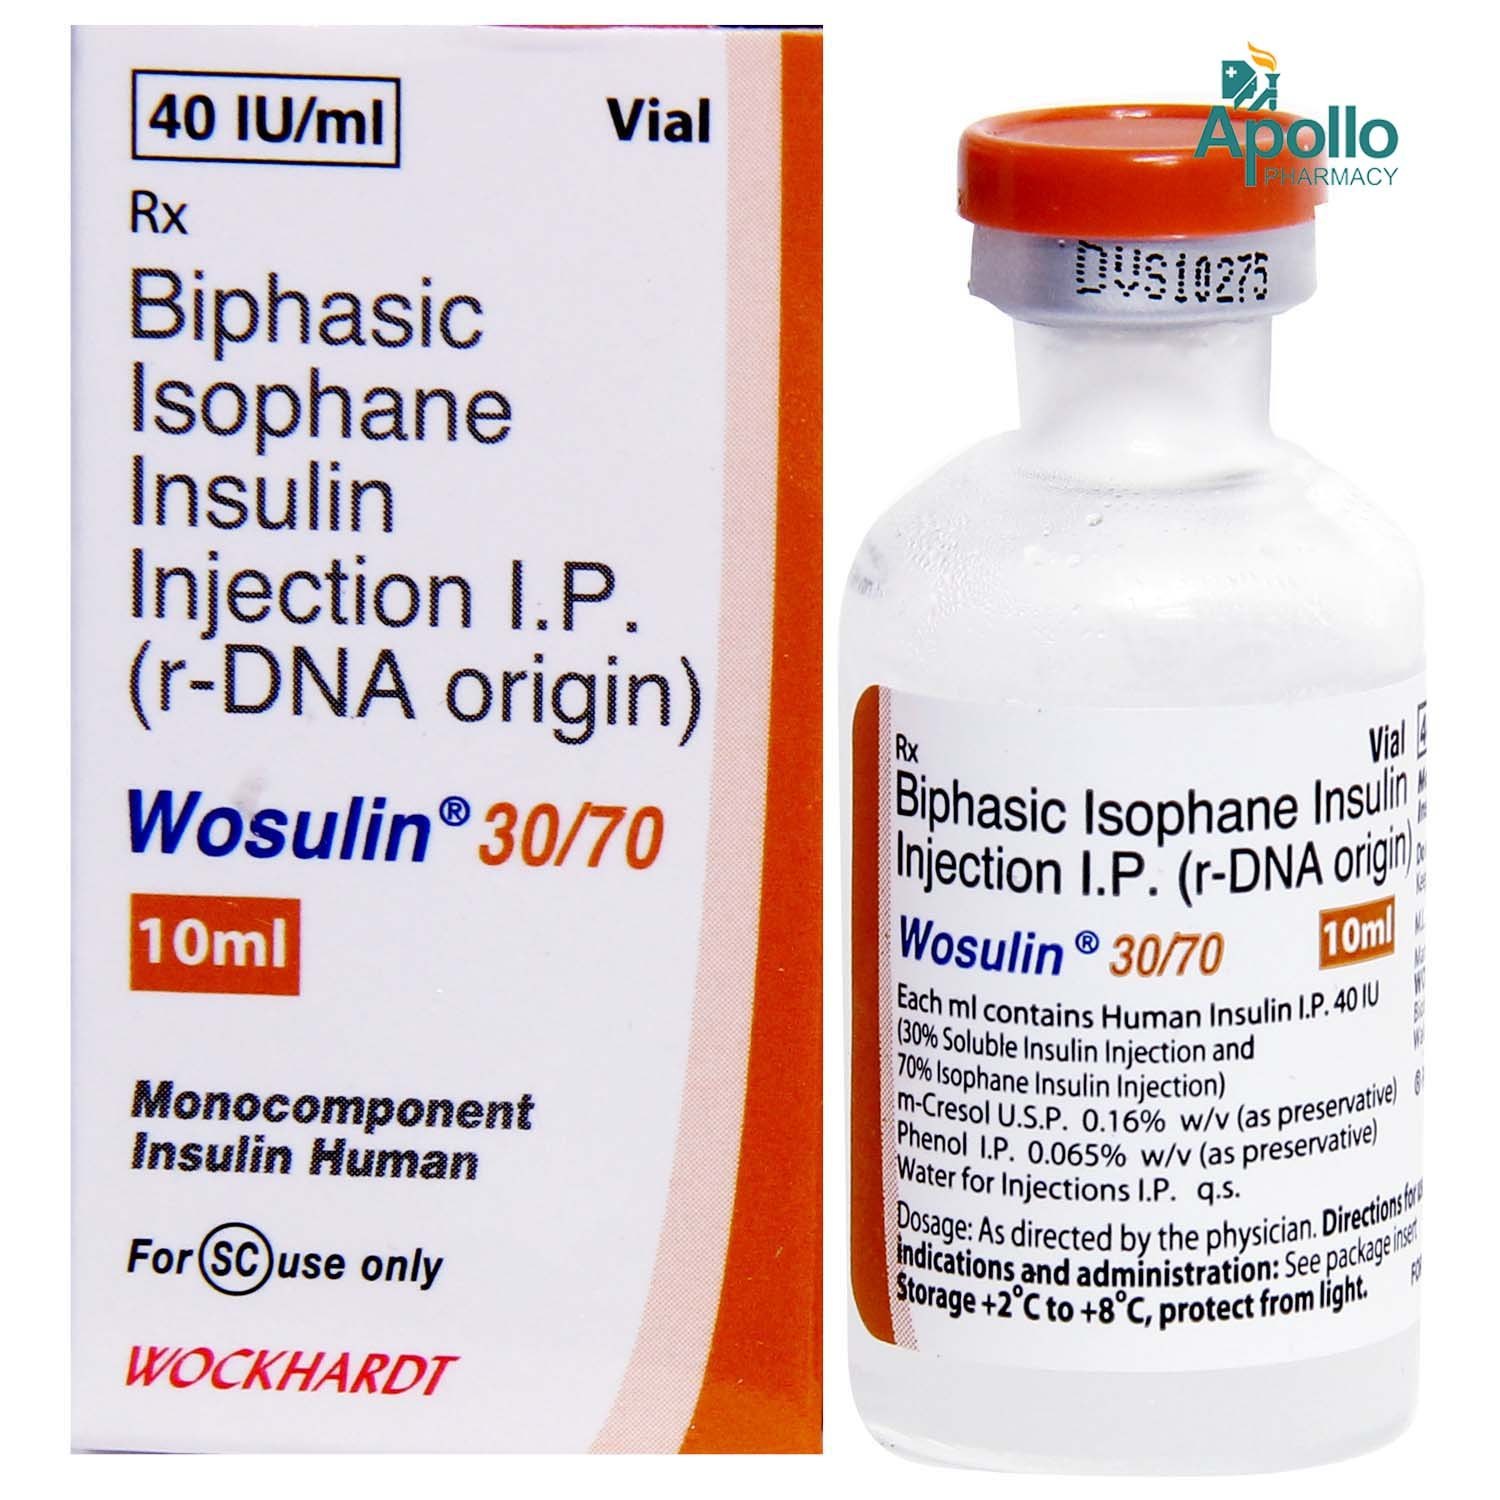 40 IU/ml
Vial
Rx
Biphasic
Isophane
Insulin
Injection I.P.
(r-DNA origin)
Wosulin® 30/70
10ml
Monocomponent
Insulin Human
For SC use only
WOCKHARDT
Apollo
PHARMACY
DVS10275
Rx
Vial
Biphasic Isophane Insulin
Injection I.P. (r-DNA origin)
Wosulin® 30/70
10ml
Each ml contains Human Insulin I.P. 40 IU
(30% Soluble Insulin Injection and
70% Isophane Insulin Injection)
m-Cresol U.S.P. 0.16% w/v (as preservative)
Phenol I.P. 0.065% w/v (as preservative)
Water for Injections I.P. q.s.
Dosage: As directed by the physician. Directions for
indications and administration: See package insert
Storage +2°C to +8°C, protect from light.